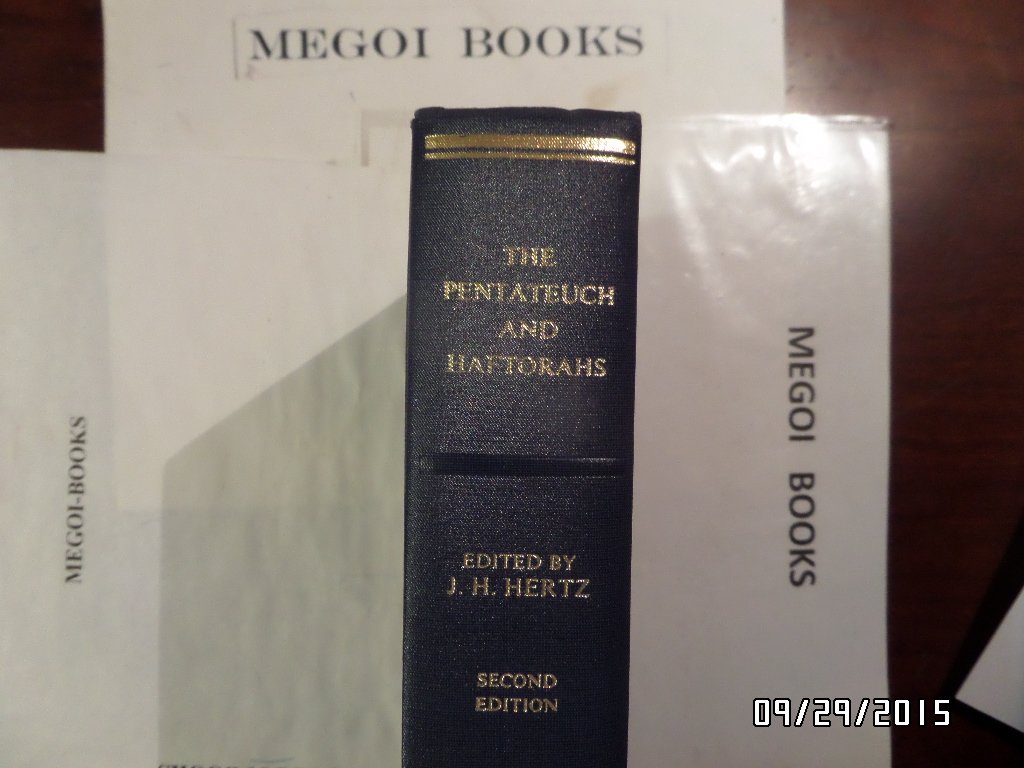 MEGOI BOOKS
THE
PENTATEUCH
AND
HAFTORAHS
EDITED BY
J. H. HERTZ
SECOND
EDITION
MEGOI-BOOKS
MEGOI BOOKS
09/29/2015